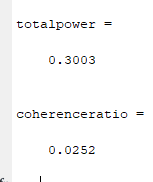 totalpower =
0.3003
coherenceratio =
0.0252